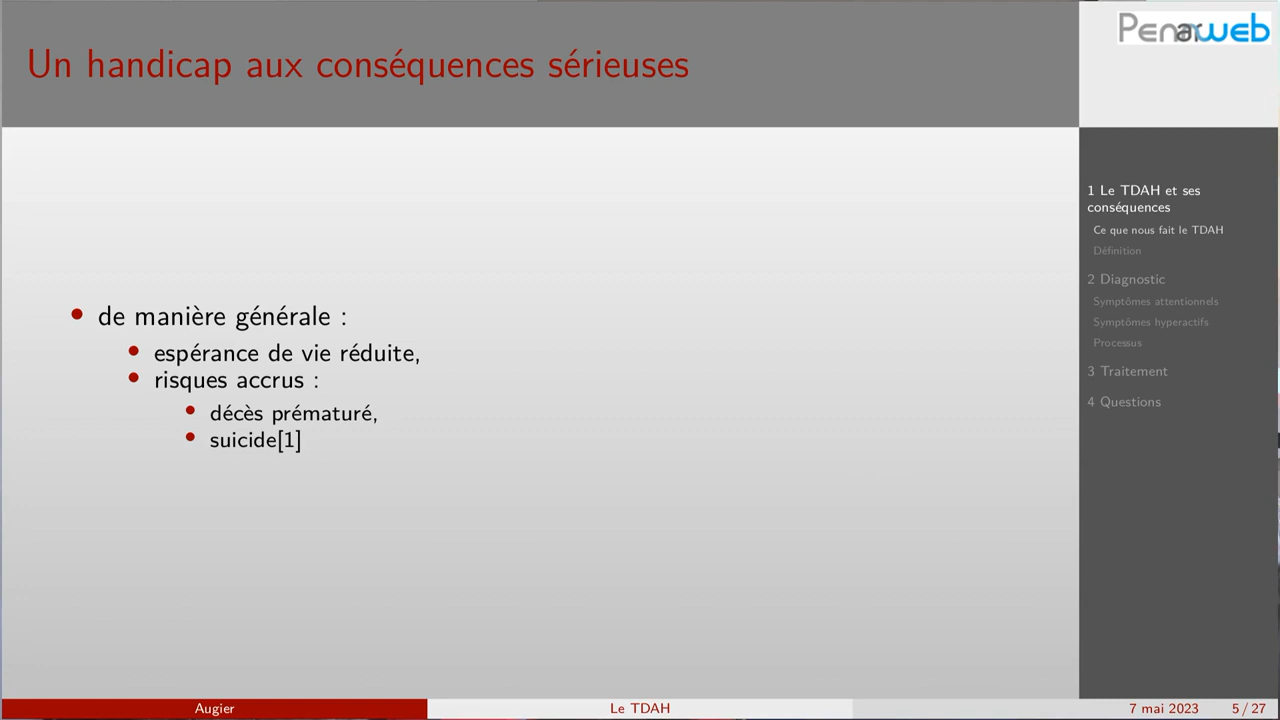 Un handicap aux conséquences sérieuses
Penarweb
• de manière générale :
• espérance de vie réduite,
• risques accrus :
• décès prématuré,
• suicide[1]
1 Le TDAH et ses
conséquences
Ce que nous fait le TDAH
Définition
2 Diagnostic
Symptômes attentionnels
Symptômes hyperactifs
Processus
3 Traitement
4 Questions
Augier
Le TDAH
7 mai 2023
5 / 27